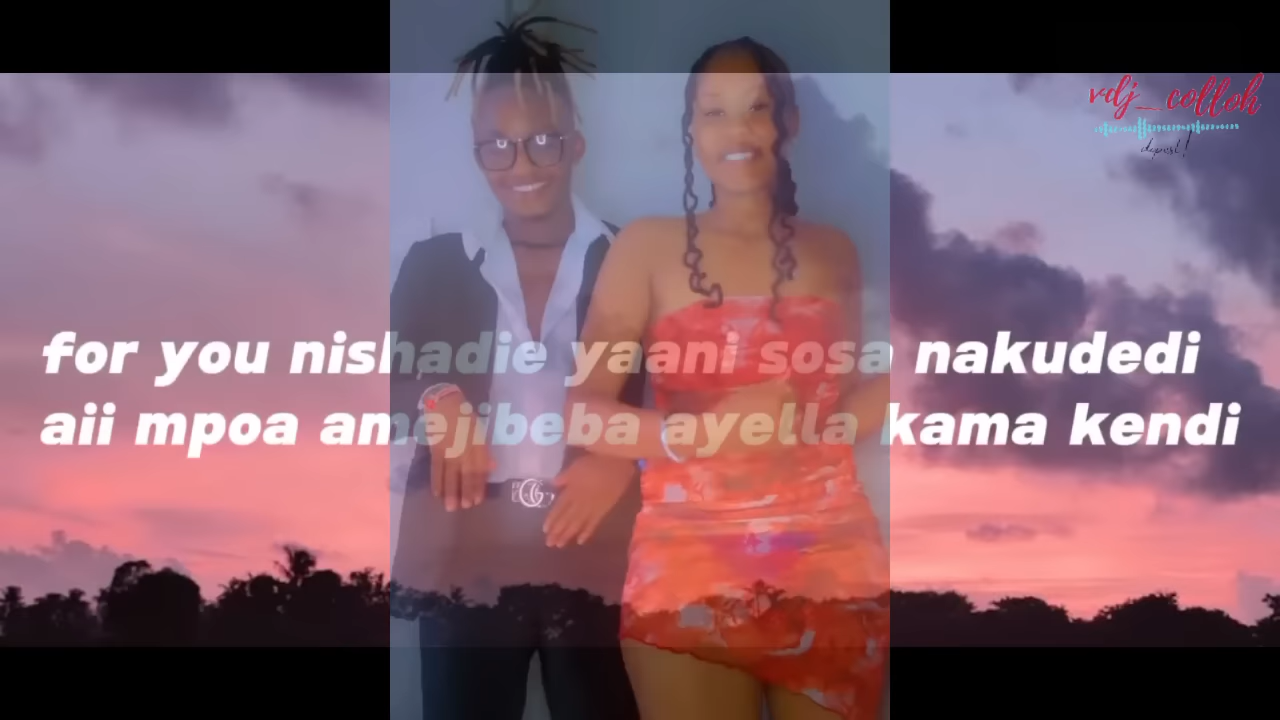 vdj_colloh
for you nishadie yaani sosa nakudedi
aii mpoa amejibeba ayella kama kendi